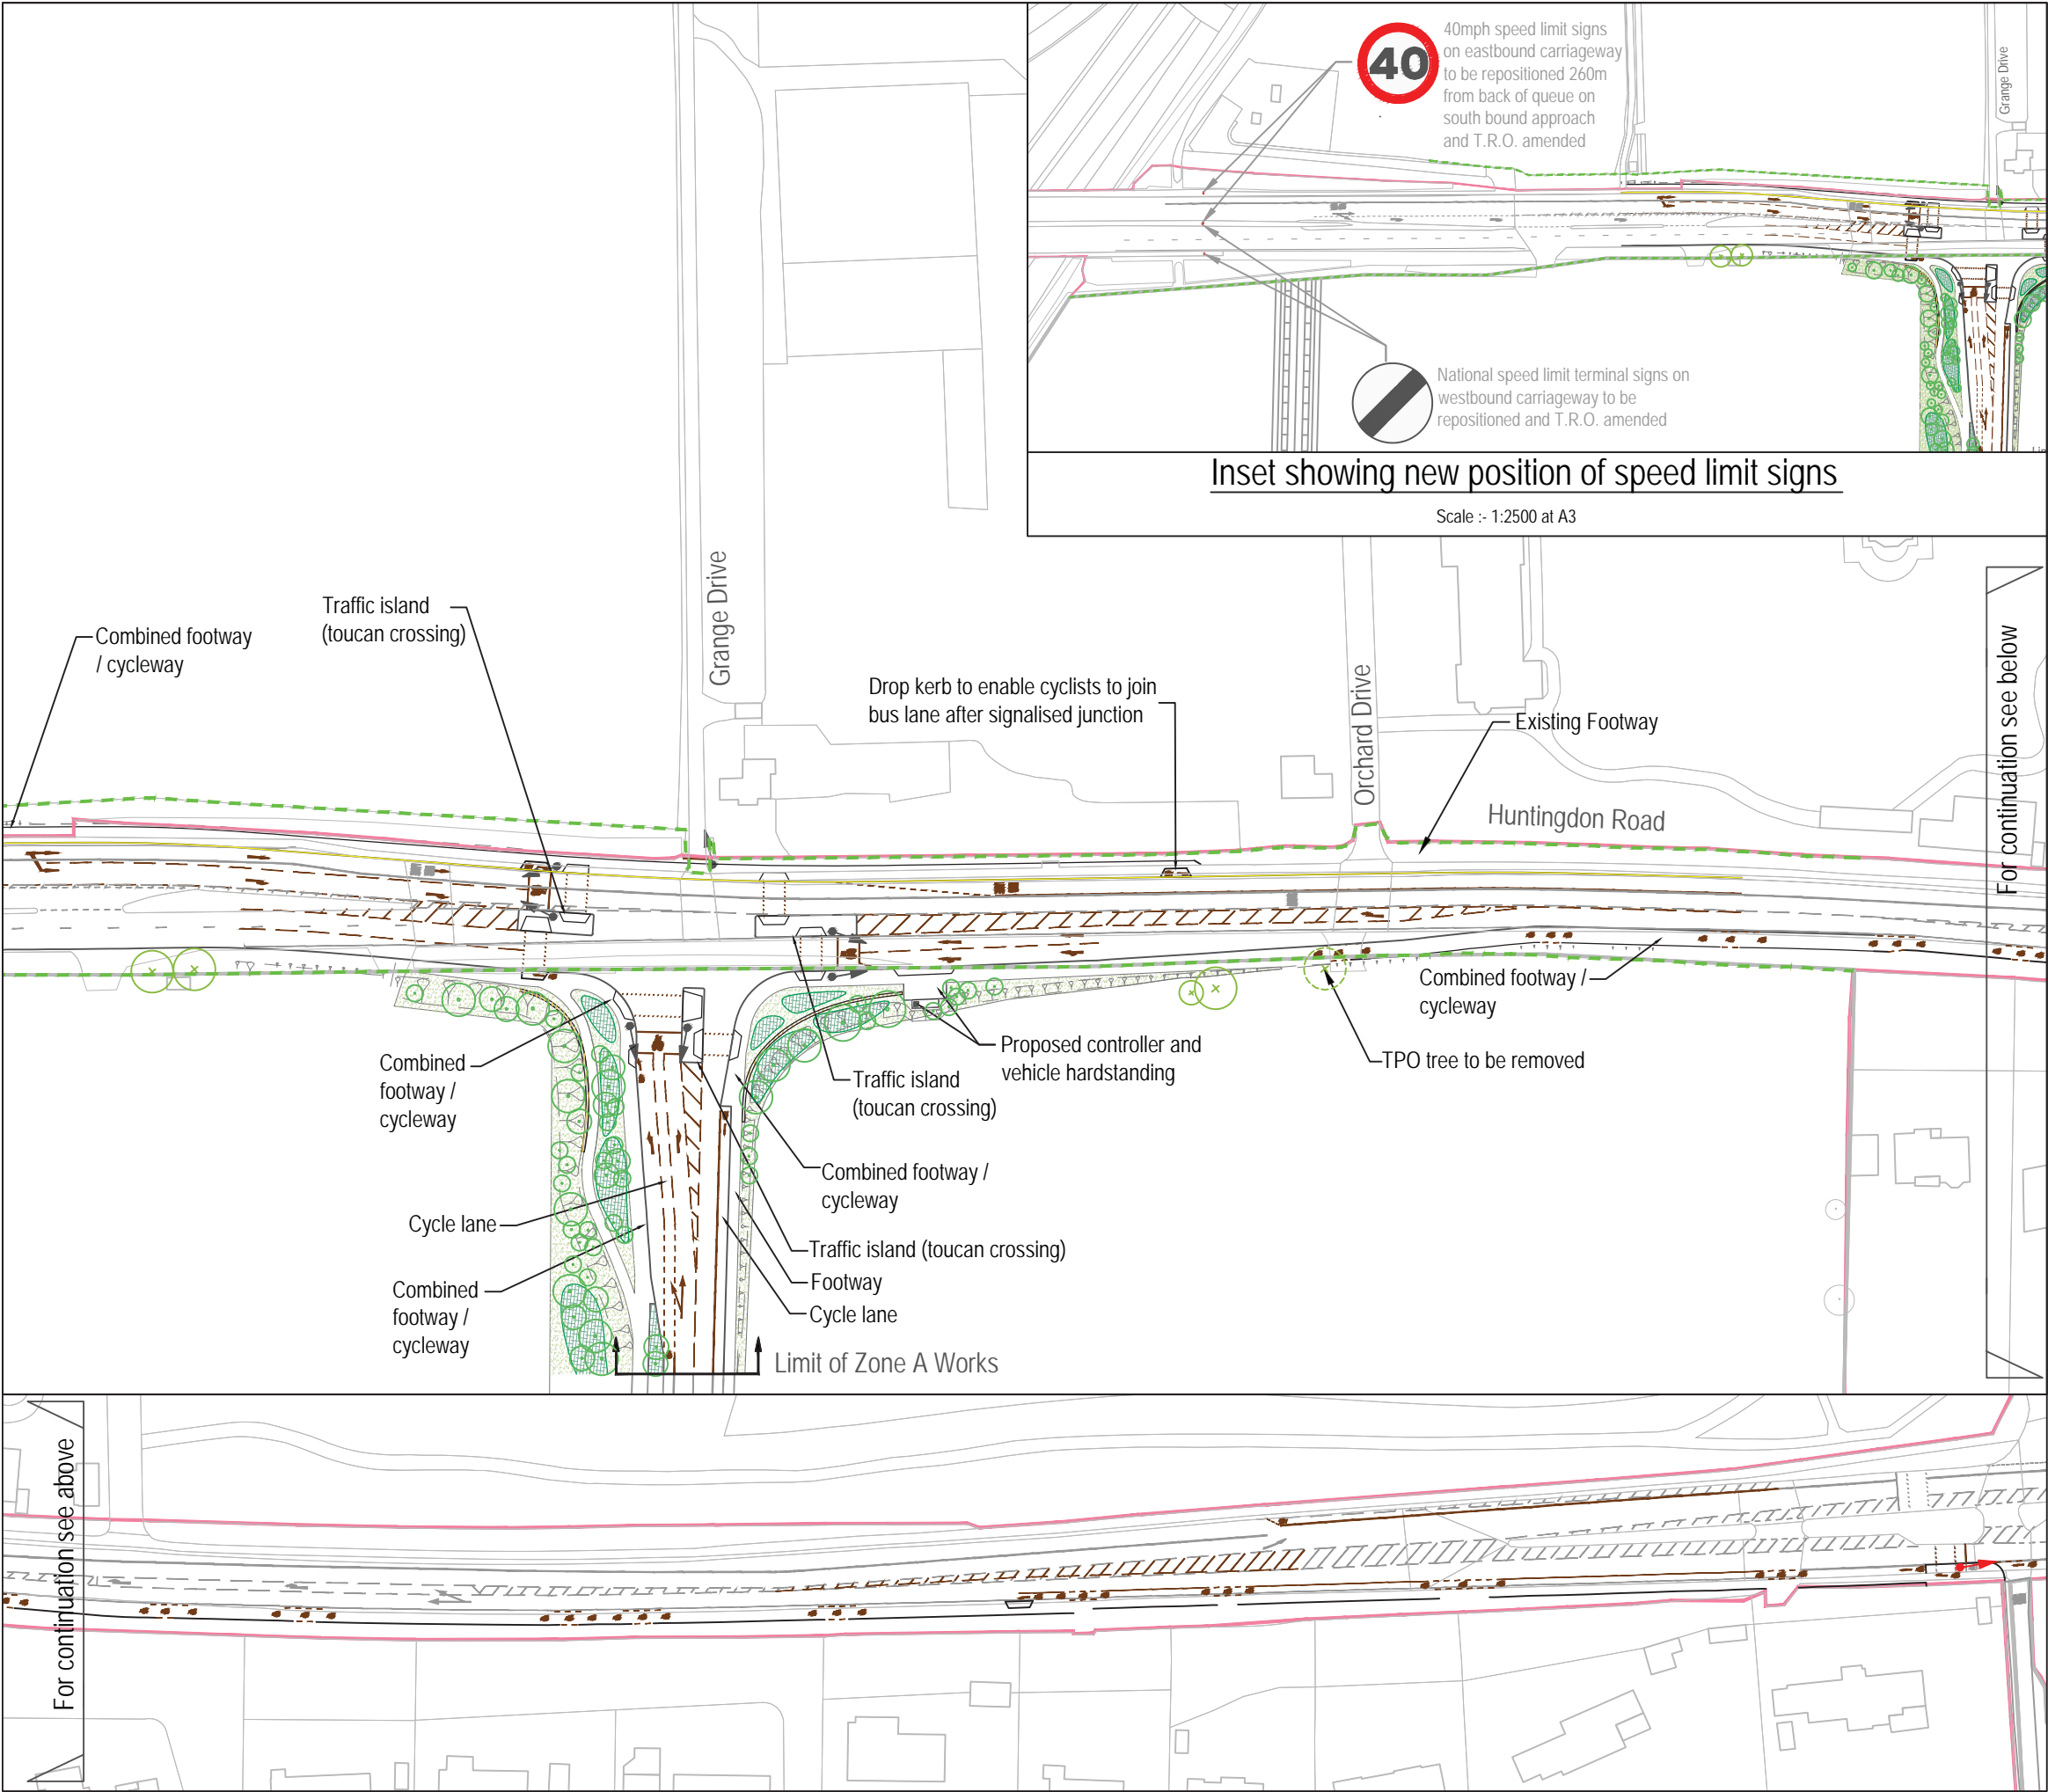 40
40mph speed limit signs
on eastbound carriageway
to be repositioned 260m
from back of queue on
south bound approach
and T.R.O. amended
Grange Drive
National speed limit terminal signs on
westbound carriageway to be
repositioned and T.R.O. amended
Inset showing new position of speed limit signs
Scale :- 1:2500 at A3
Combined footway
/ cycleway
Traffic island
(toucan crossing)
Grange Drive
Drop kerb to enable cyclists to join
bus lane after signalised junction
Orchard Drive
Existing Footway
Huntingdon Road
For continuation see below
Combined footway /
cycleway
TPO tree to be removed
Proposed controller and
vehicle hardstanding
Traffic island
(toucan crossing)
Combined
footway /
cycleway
Combined footway /
cycleway
Cycle lane
Traffic island (toucan crossing)
Footway
Cycle lane
Combined
footway /
cycleway
Limit of Zone A Works
For continuation see above